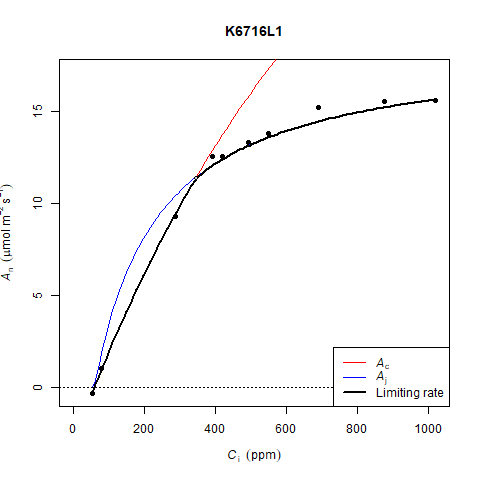 K6716L1
15
10
5
0
Aₙ (μmol m⁻² s⁻¹)
A꜀
Aⱼ
Limiting rate
0 200 400 600 800 1000
Cᵢ (ppm)